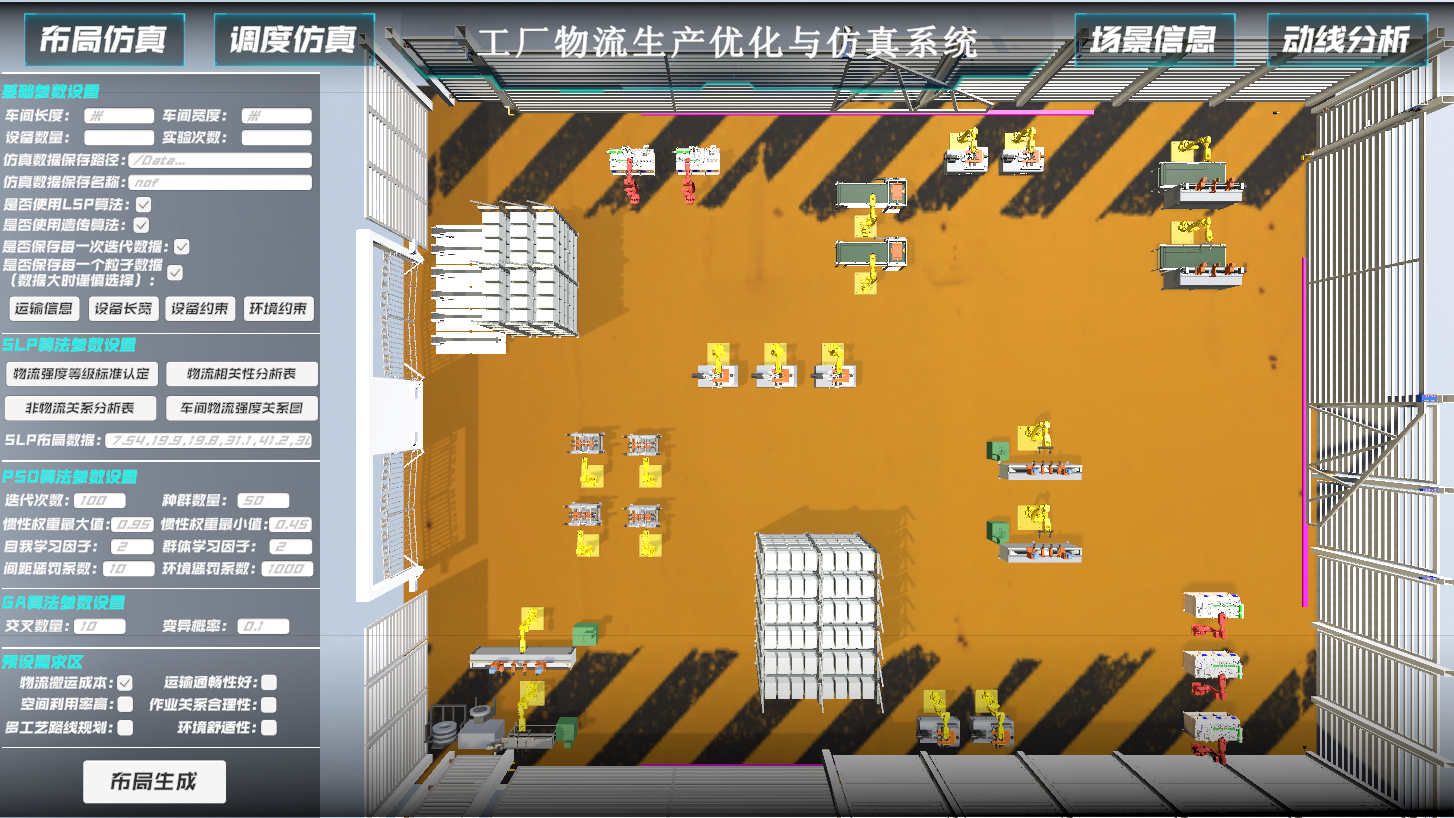 布局仿真 调度仿真 工厂物流生产优化与仿真系统 场景信息 动线分析
基础参数设置
车间长度: 米 车间宽度: 米
设备数量: 实验次数:
仿真数据保存路径: /Data...
仿真数据保存名称: nof
是否使用LSP算法:
是否使用遗传算法:
是否保存每一次迭代数据:
是否保存每一个粒子数据
(数据大时谨慎选择):
运输信息 设备长宽 设备约束 环境约束
SLP算法参数设置
物流强度等级标准认定 物流相关性分析表
非物流关系分析表 车间物流强度关系图
SLP布局数据: 7.54,19.9,19.8,31.1,41.2,30
PSO算法参数设置
迭代次数: 100 种群数量: 50
惯性权重最大值: 0.95 惯性权重最小值: 0.45
自我学习因子: 2 群体学习因子: 2
间距惩罚系数: 10 环境惩罚系数: 1000
GA算法参数设置
交叉数量: 10 变异概率: 0.1
预设需求区
物流搬运成本: 运输通畅性好:
空间利用率高: 作业关系合理性:
多工艺路线规划: 环境舒适性:
布局生成